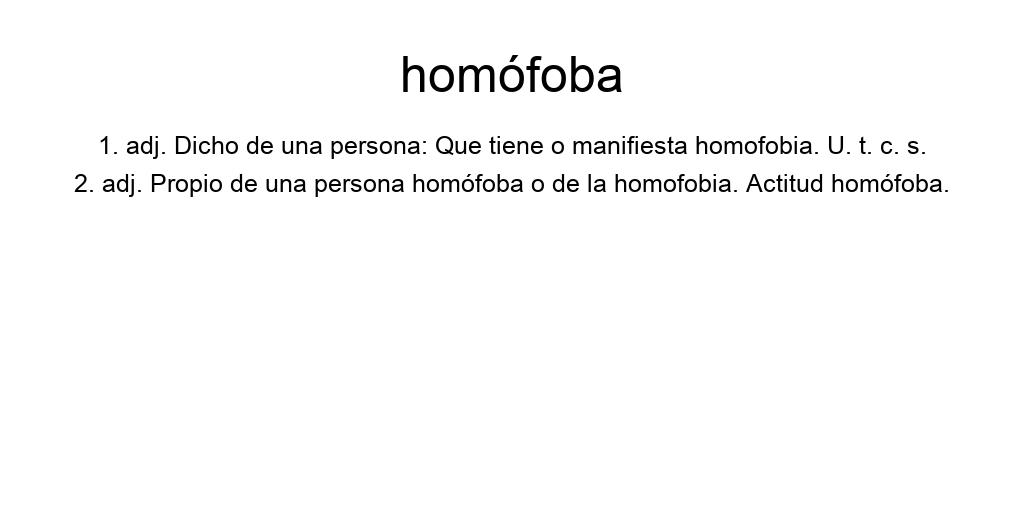 homófoba
1. adj. Dicho de una persona: Que tiene o manifiesta homofobia. U. t. c. s.
2. adj. Propio de una persona homófoba o de la homofobia. Actitud homófoba.